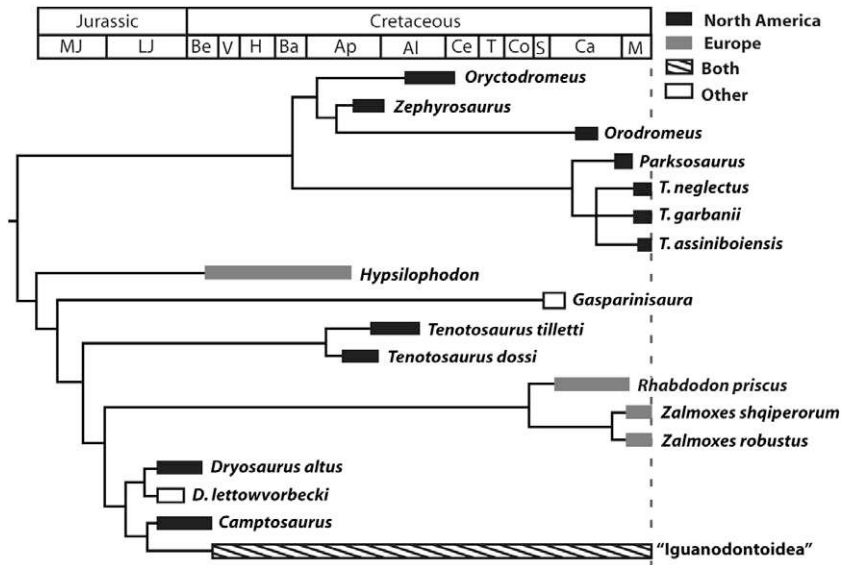 Jurassic Cretaceous
MJ LJ Be V H Ba Ap Al Ce T Co S Ca M
North America
Europe
Both
Other
Oryctodromeus
Zephyrosaurus
Orodromeus
Parksosaurus
T. neglectus
T. garbanii
T. assiniboiensis
Hypsilophodon
Gasparinisaura
Tenotosaurus tilletti
Tenotosaurus dossi
Rhabdodon priscus
Zalmoxes shqiperorum
Zalmoxes robustus
Dryosaurus altus
D. lettowvorbecki
Camptosaurus
"Iguanodontoidea"